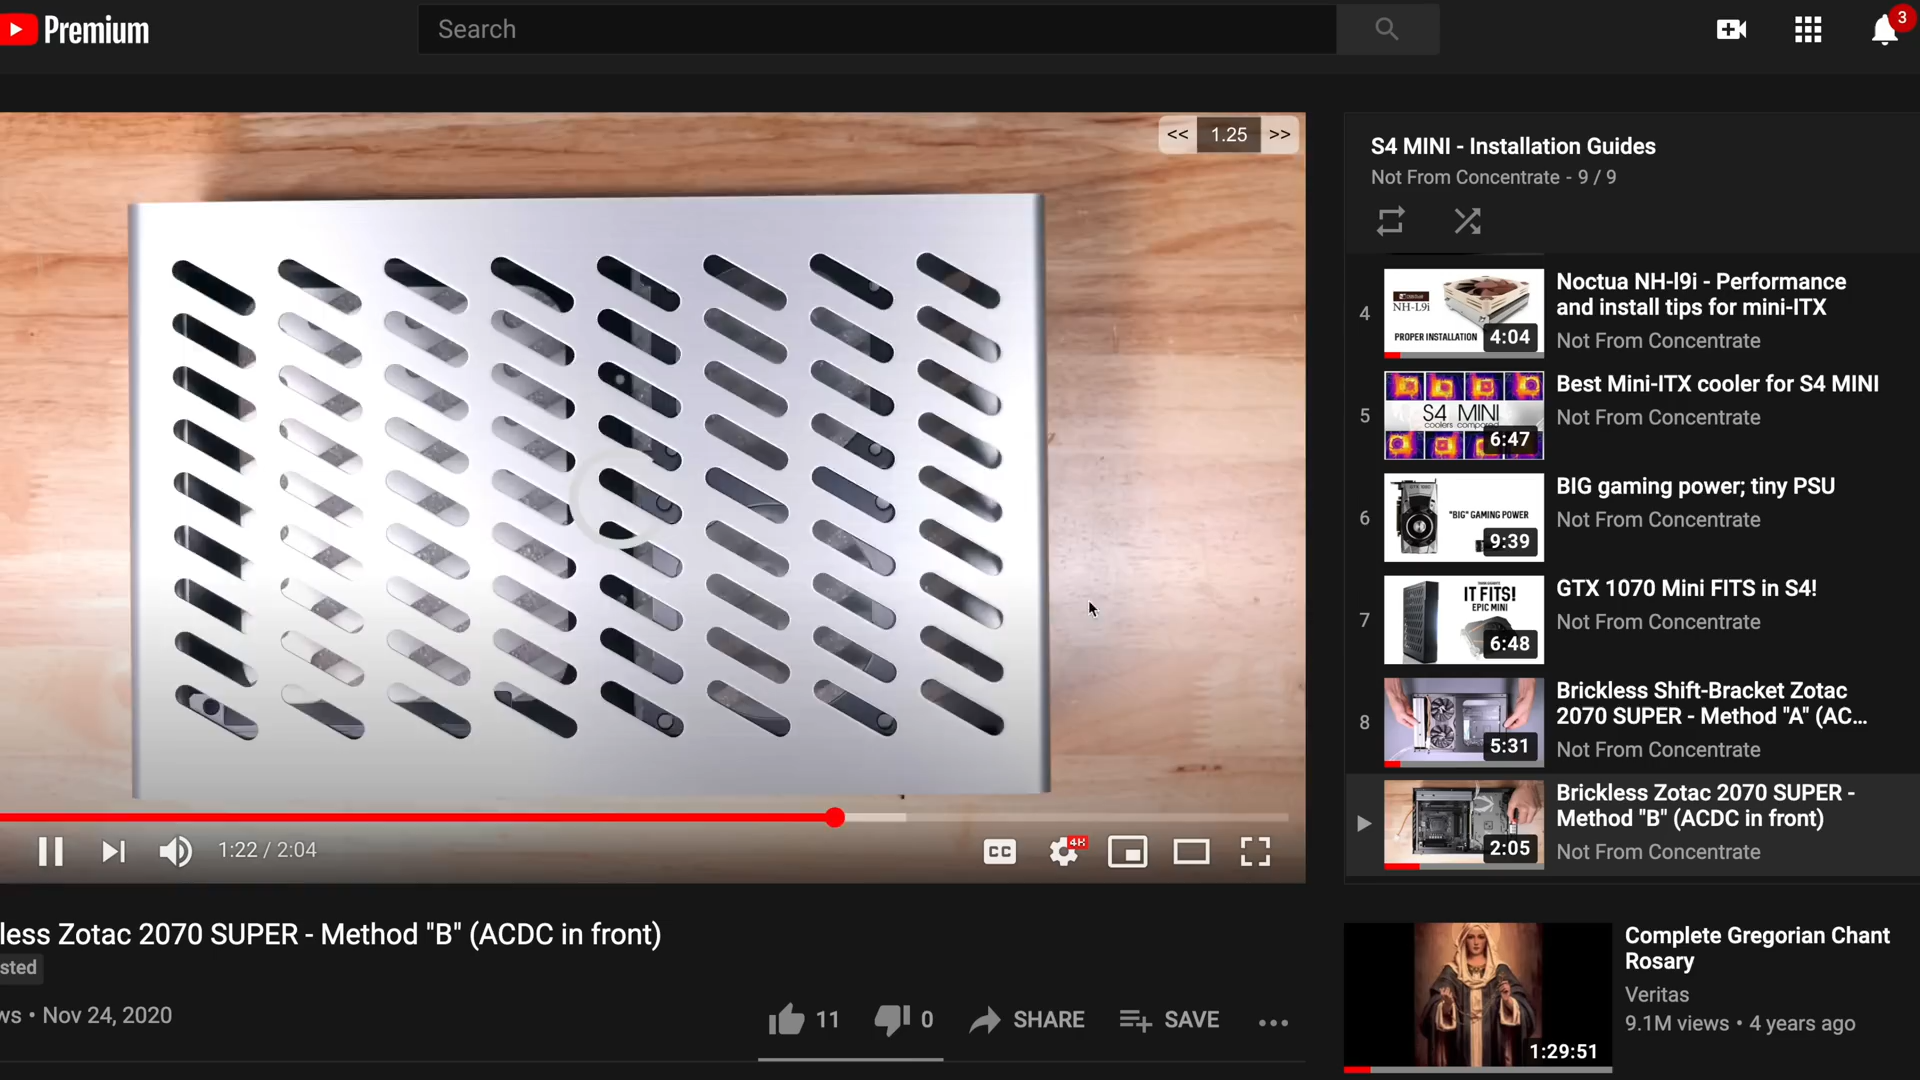 Premium
Search
3
<< 1.25 >>
S4 MINI - Installation Guides
Not From Concentrate - 9 / 9
4
NH-L9i
PROPER INSTALLATION
4:04
Noctua NH-l9i - Performance
and install tips for mini-ITX
Not From Concentrate
5
S4 MINI
coolers compared
6:47
Best Mini-ITX cooler for S4 MINI
Not From Concentrate
6
"BIG" GAMING POWER
9:39
BIG gaming power; tiny PSU
Not From Concentrate
7
IT FITS!
EPIC MINI
6:48
GTX 1070 Mini FITS in S4!
Not From Concentrate
8
5:31
Brickless Shift-Bracket Zotac
2070 SUPER - Method "A" (AC...
Not From Concentrate
2:05
Brickless Zotac 2070 SUPER -
Method "B" (ACDC in front)
Not From Concentrate
1:22 / 2:04
CC
4K
less Zotac 2070 SUPER - Method "B" (ACDC in front)
sted
ws • Nov 24, 2020
11
0
SHARE
SAVE
1:29:51
Complete Gregorian Chant
Rosary
Veritas
9.1M views • 4 years ago